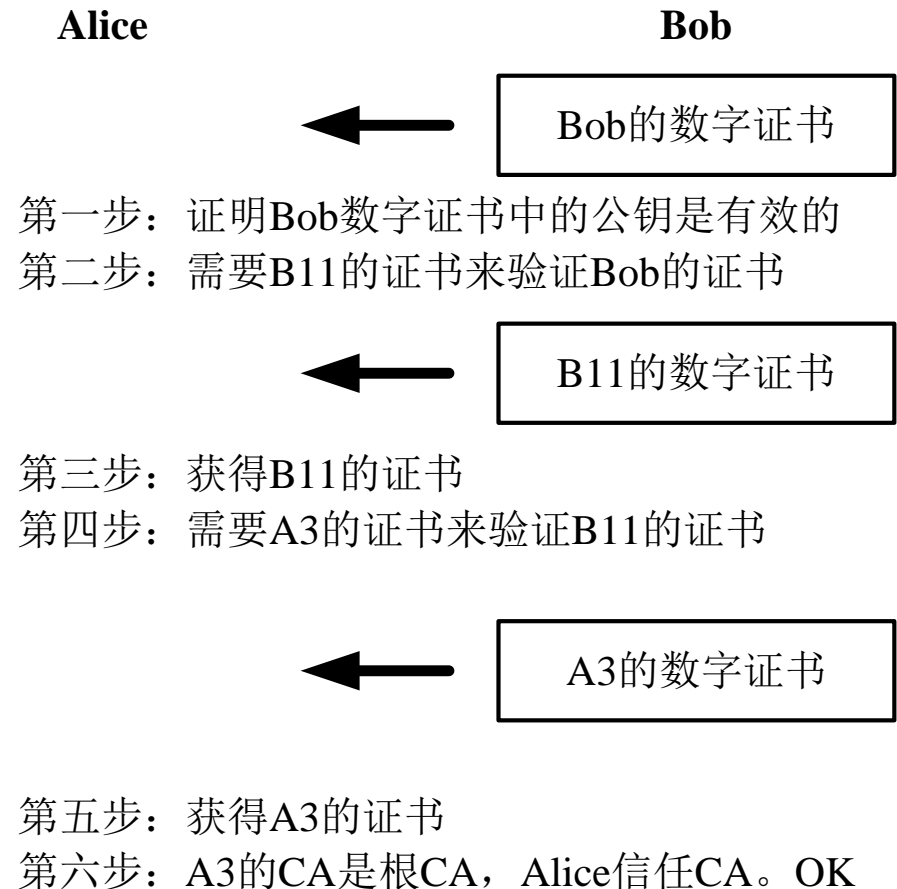 Alice
Bob
Bob的数字证书
第一步：证明Bob数字证书中的公钥是有效的
第二步：需要B11的证书来验证Bob的证书
B11的数字证书
第三步：获得B11的证书
第四步：需要A3的证书来验证B11的证书
A3的数字证书
第五步：获得A3的证书
第六步：A3的CA是根CA，Alice信任CA。OK